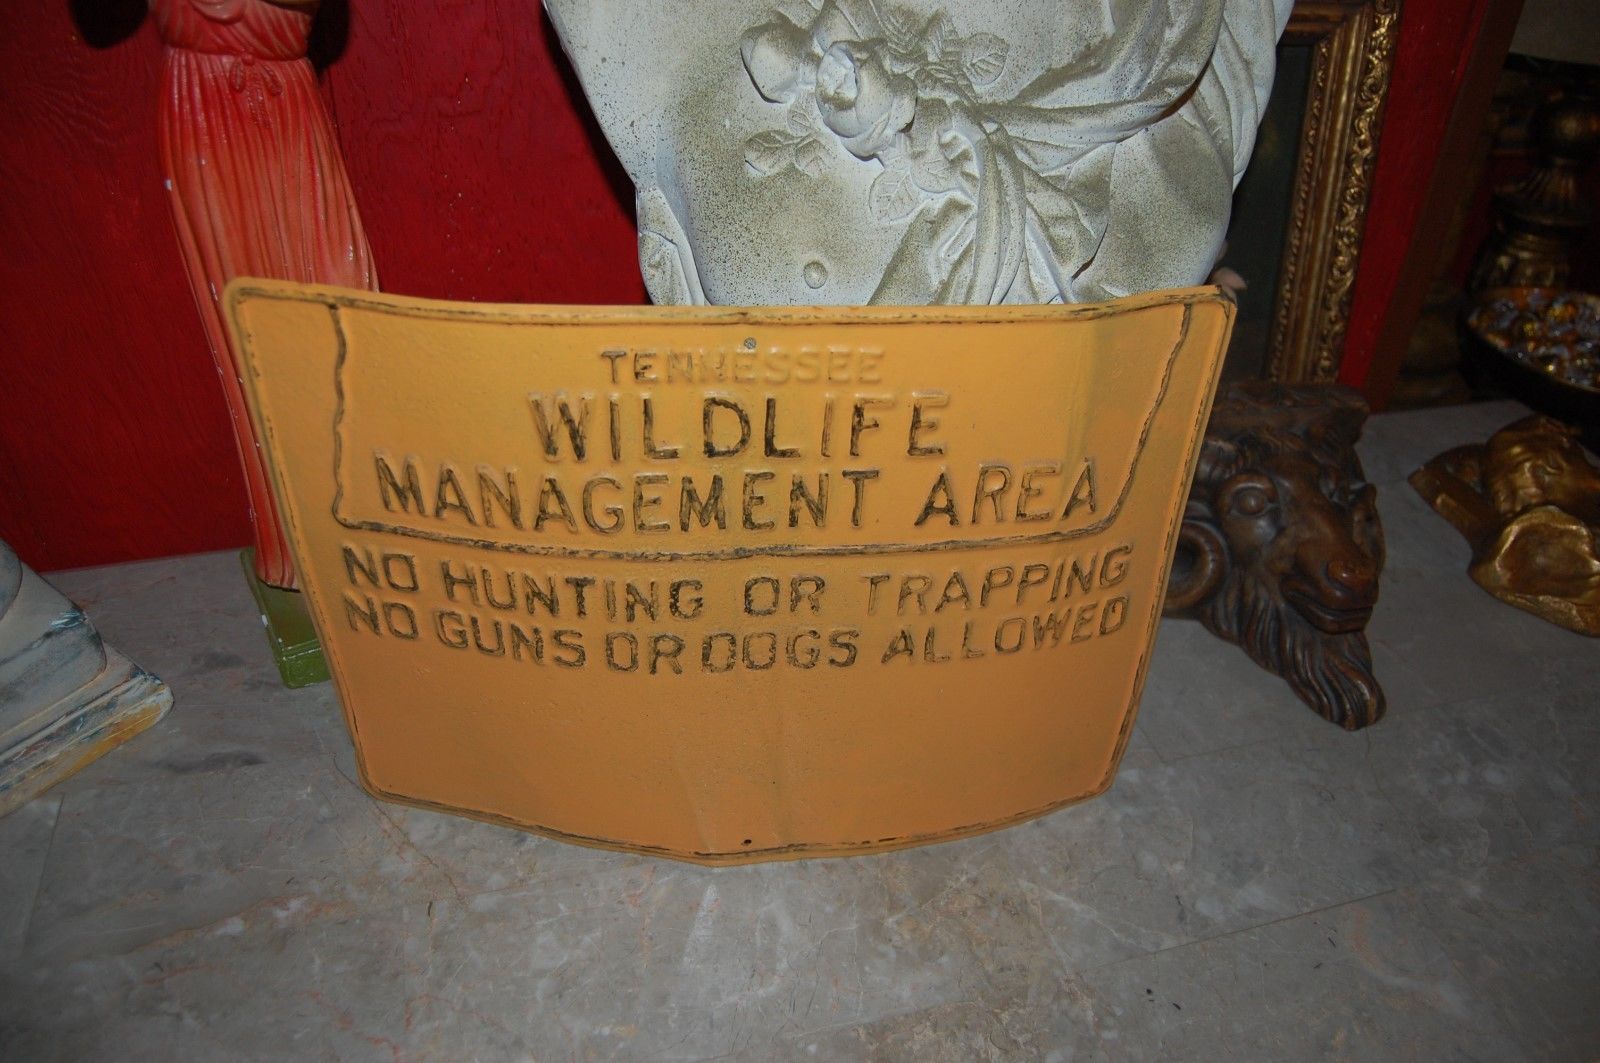 TENNESSEE
WILDLIFE
MANAGEMENT AREA
NO HUNTING OR TRAPPING
NO GUNS OR DOGS ALLOWED